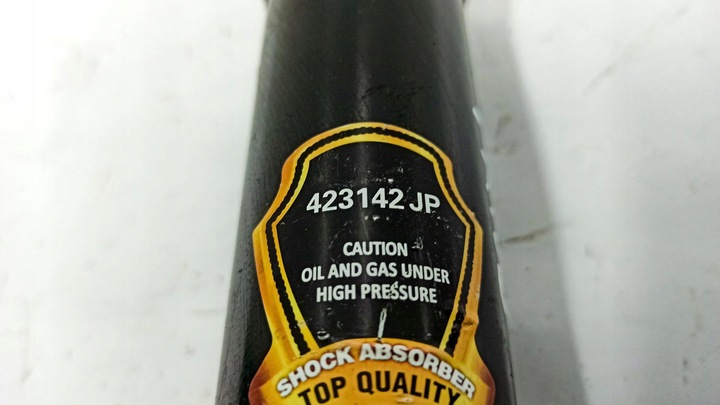 423142 JP
CAUTION
OIL AND GAS UNDER
HIGH PRESSURE
SHOCK ABSORBER
TOP QUALITY